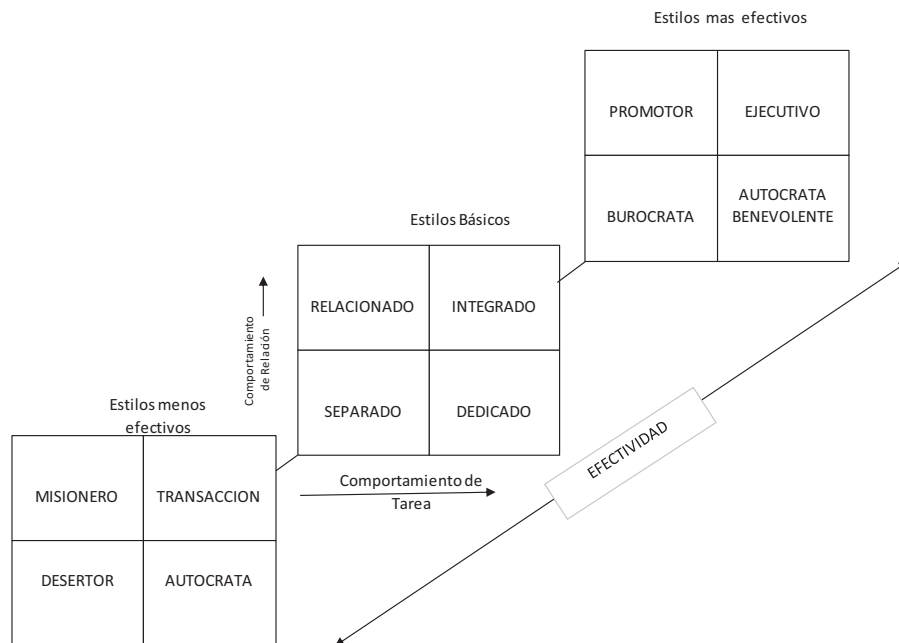 Estilos mas efectivos
PROMOTOR
EJECUTIVO
BUROCRATA
AUTOCRATA
BENEVOLENTE
Estilos Básicos
RELACIONADO
INTEGRADO
SEPARADO
DEDICADO
Comportamiento
de Relación
Comportamiento de
Tarea
EFECTIVIDAD
Estilos menos
efectivos
MISIONERO
TRANSACCION
DESERTOR
AUTOCRATA